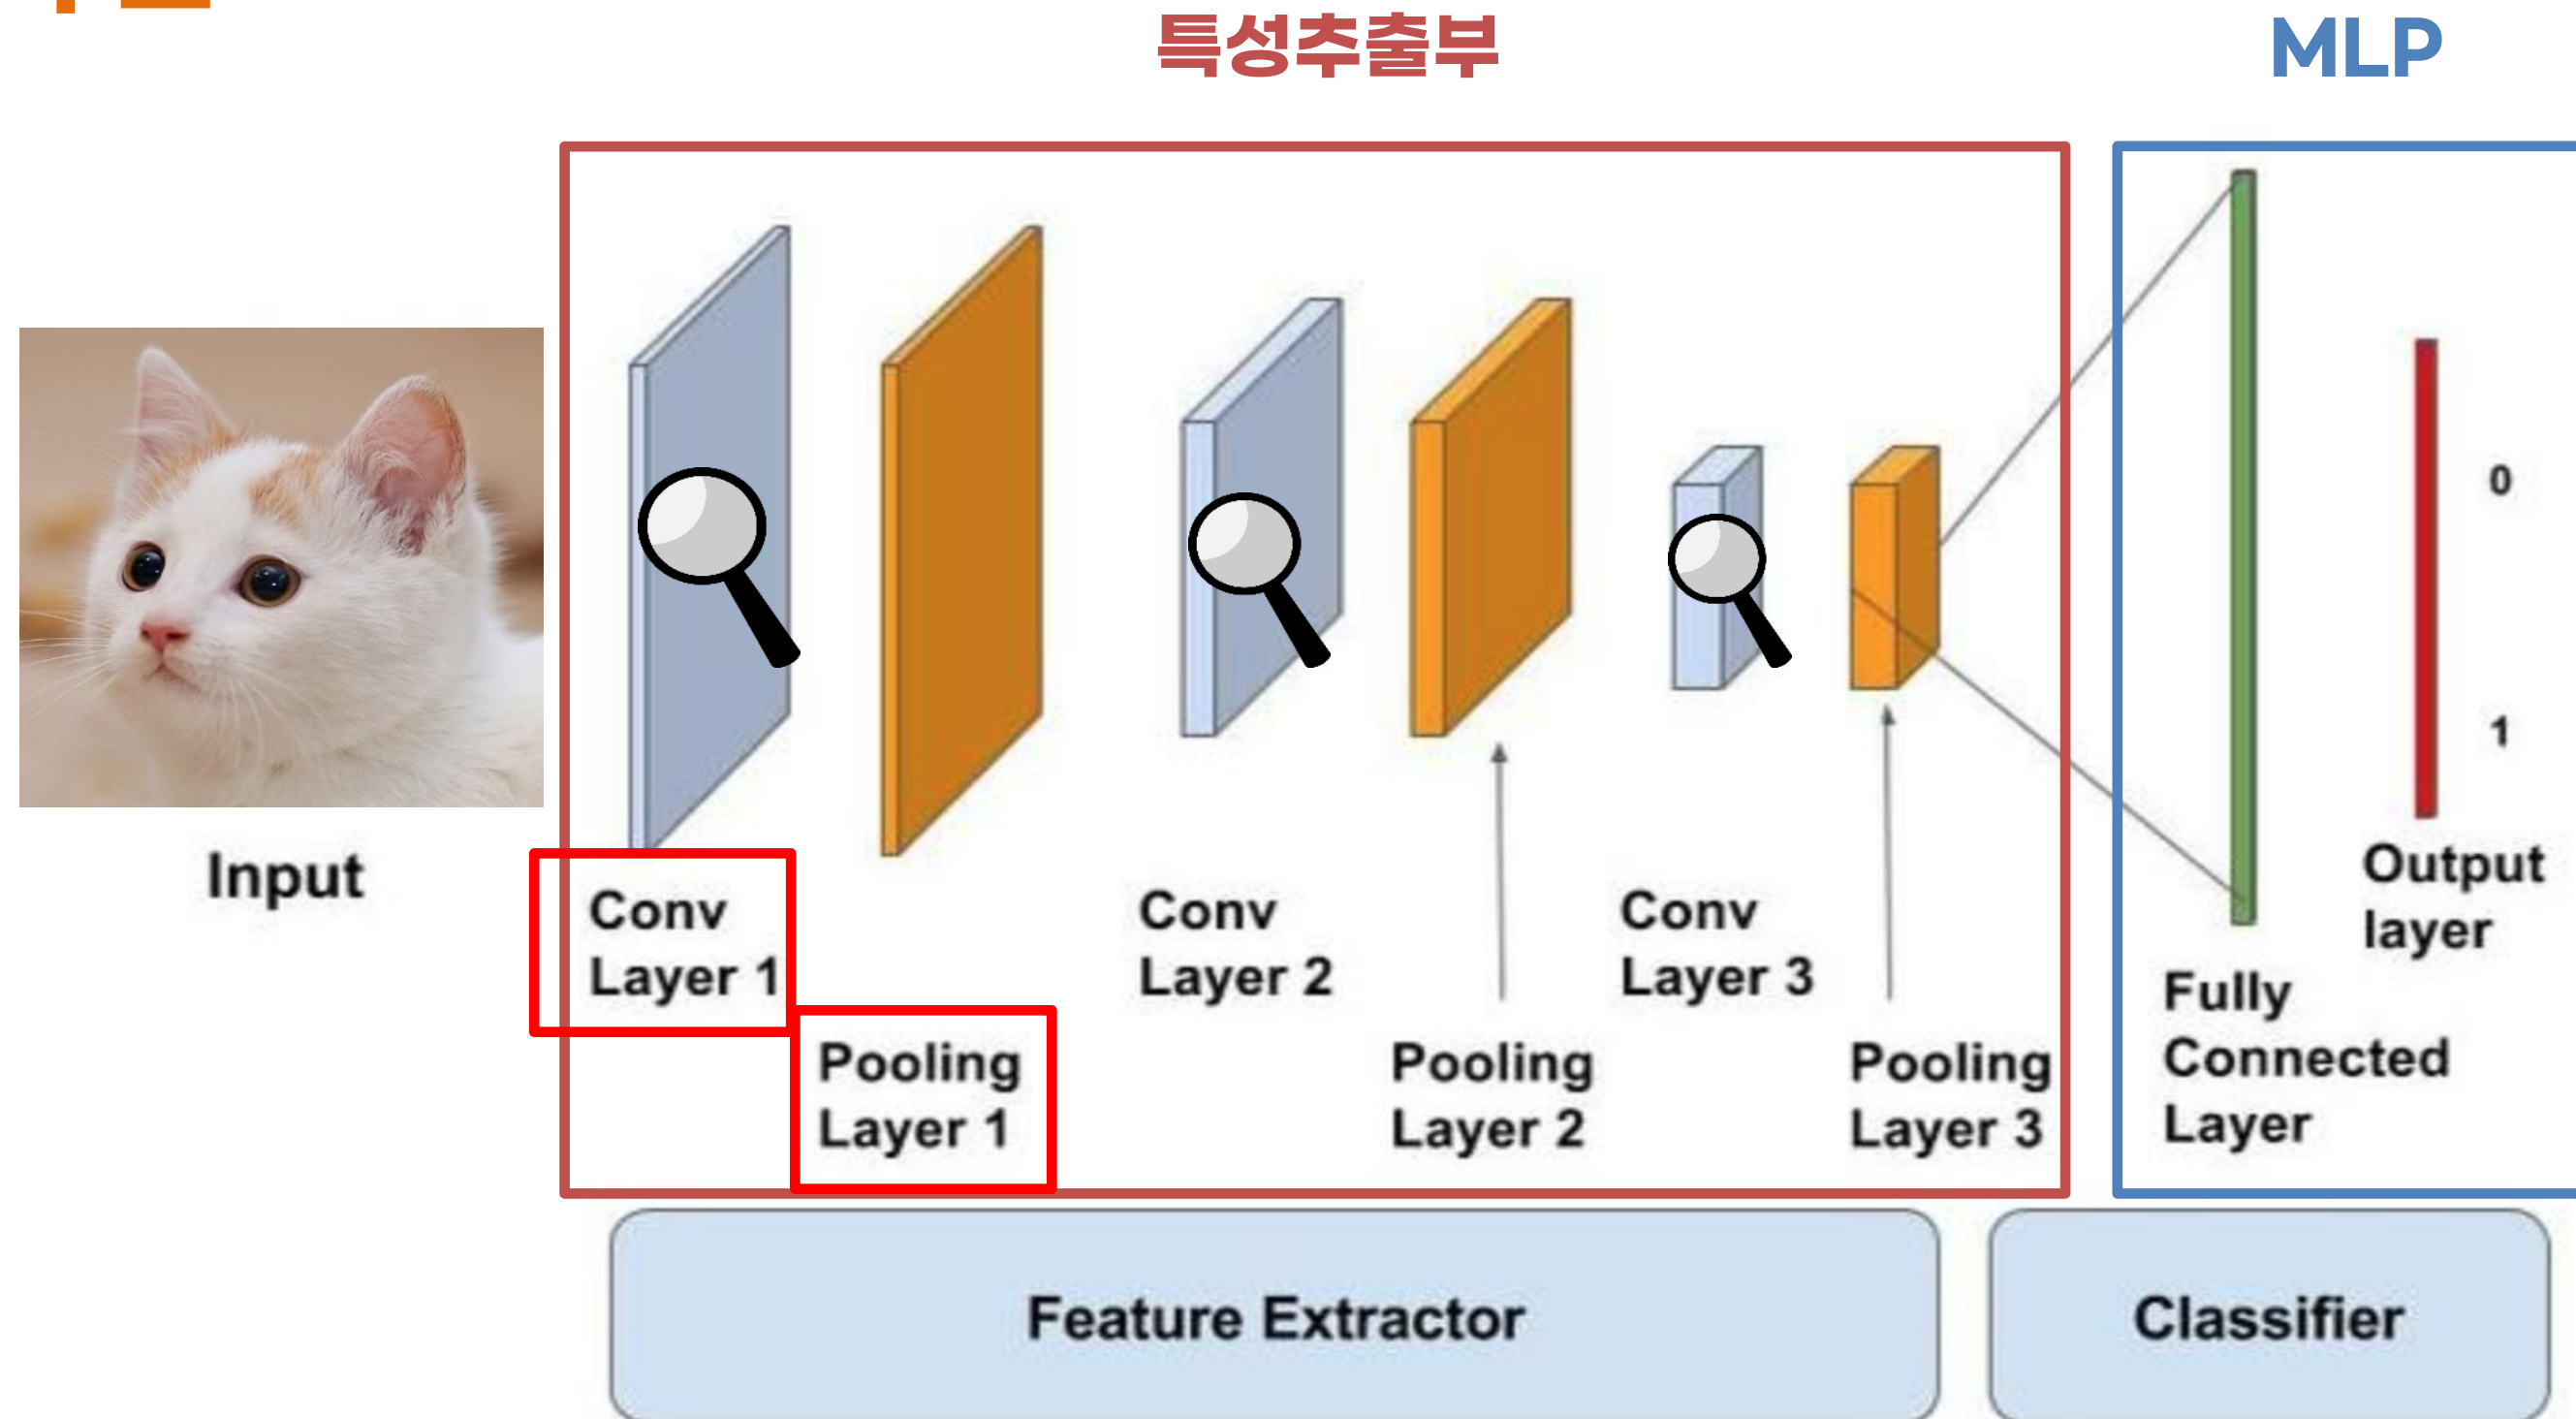 특성추출부
MLP
0
1
Input
Output
layer
Conv
Layer 1
Conv
Layer 2
Conv
Layer 3
Fully
Connected
Layer
Pooling
Layer 1
Pooling
Layer 2
Pooling
Layer 3
Feature Extractor
Classifier